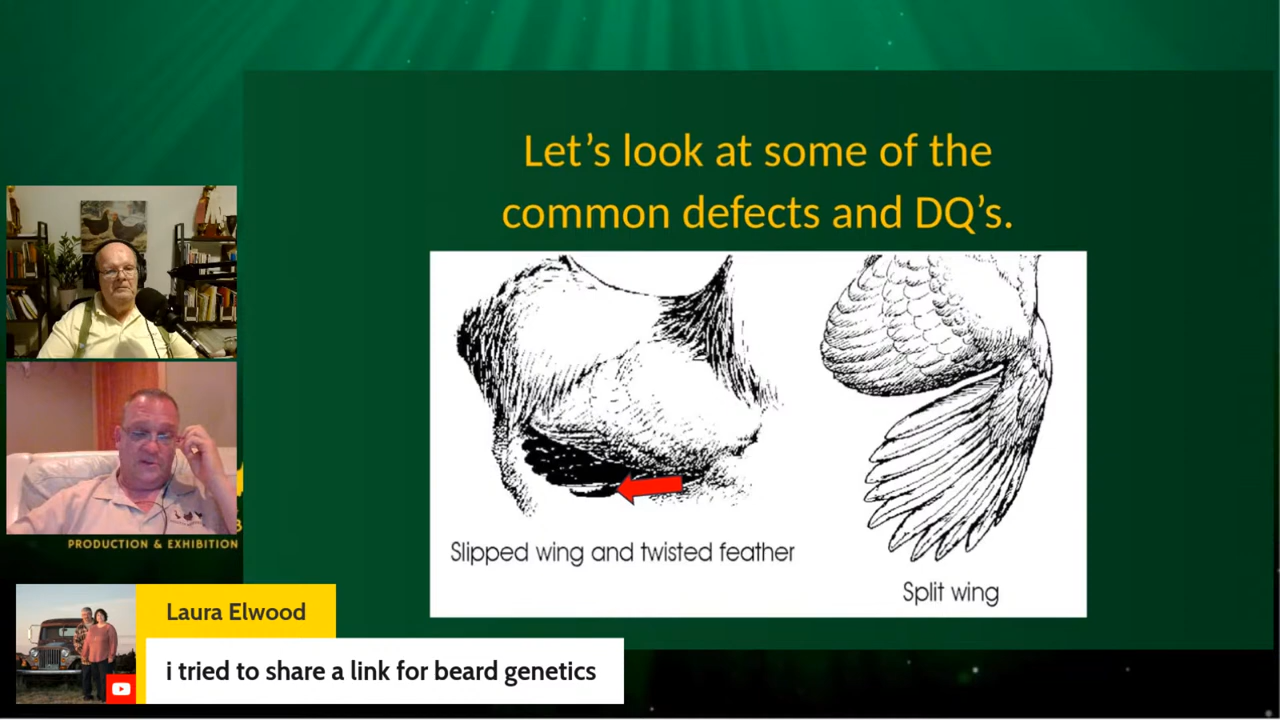 Let's look at some of the
common defects and DQ's.
Slipped wing and twisted feather
Split wing
PRODUCTION & EXHIBITION
Laura Elwood
i tried to share a link for beard genetics